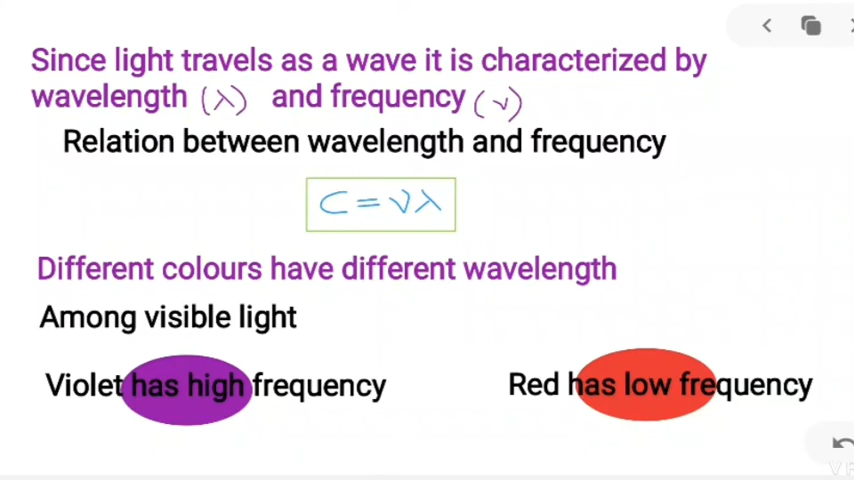 Since light travels as a wave it is characterized by
wavelength (λ) and frequency (ν)
Relation between wavelength and frequency
C = νλ
Different colours have different wavelength
Among visible light
Violet has high frequency
Red has low frequency